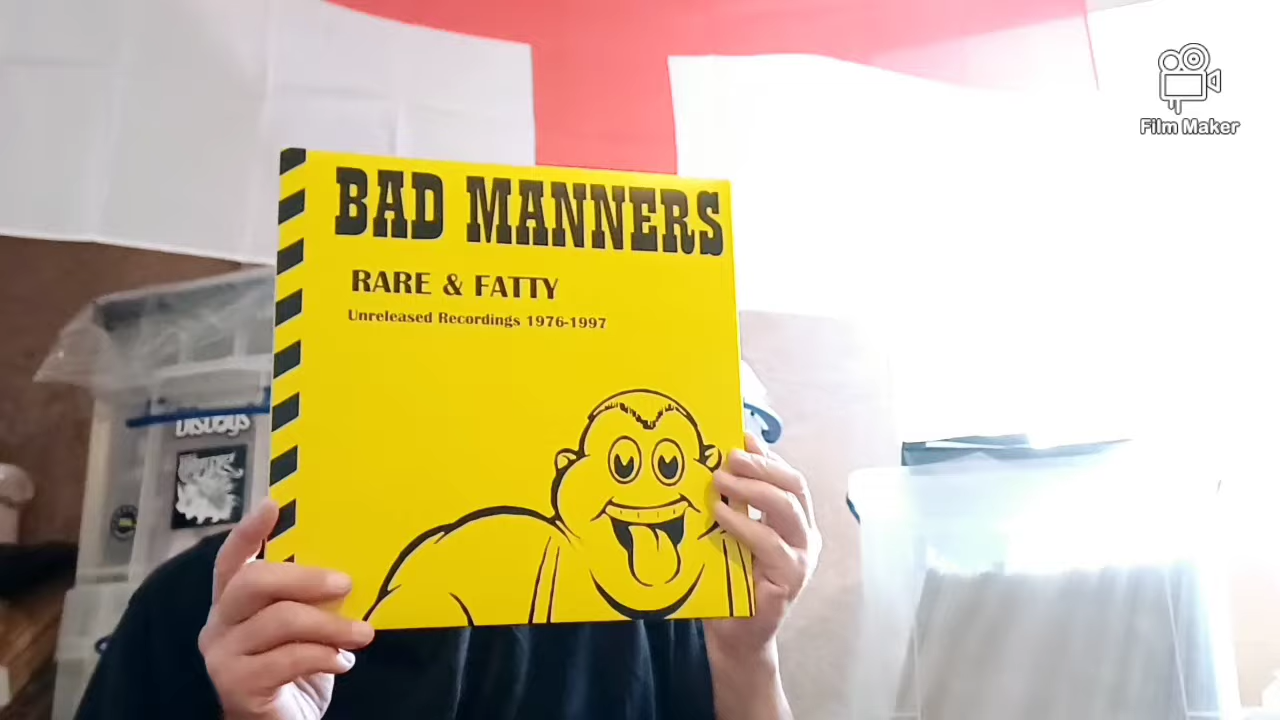 Film Maker
BAD MANNERS
RARE & FATTY
Unreleased Recordings 1976-1997